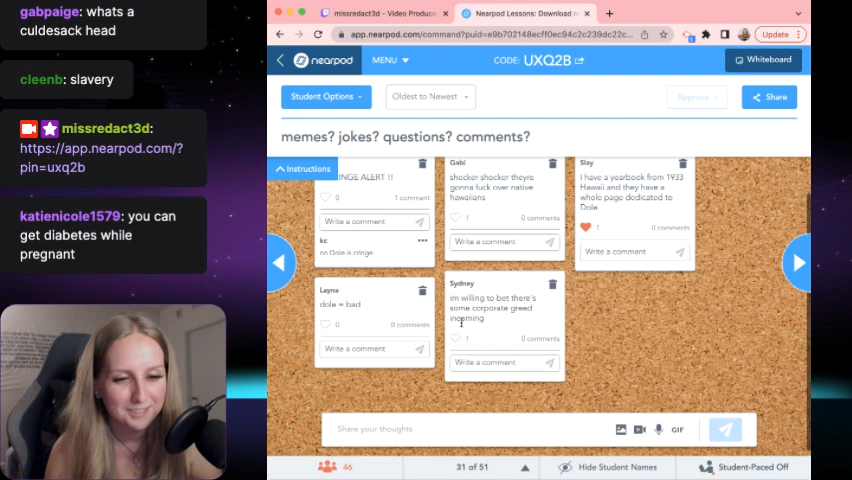 gabpaige: whats a
culdesack head
cleenb: slavery
missredact3d:
https://app.nearpod.com/?
pin=uxq2b
katienicole1579: you can
get diabetes while
pregnant
missredact3d - Video Produce
Nearpod Lessons: Download r
app.nearpod.com/command?puid=e9b702148ecff0ec94c2c239dc22c...
Update
nearpod
MENU
CODE: UXQ2B
Whiteboard
Student Options
Oldest to Newest
Approve
Share
memes? jokes? questions? comments?
Instructions
INGE ALERT !!
0 1 comment
Write a comment
kc
no Dole is cringe
Gabi
shocker shocker theyre
gonna fuck over native
hawaiians
1 0 comments
Write a comment
Slay
I have a yearbook from 1933
Hawaii and they have a
whole page dedicated to
Dole
1 0 comments
Write a comment
Layna
dole = bad
0 0 comments
Write a comment
Sydney
im willing to bet there's
some corporate greed
incoming
1 0 comments
Write a comment
Share your thoughts
GIF
46
31 of 51
Hide Student Names
Student-Paced Off